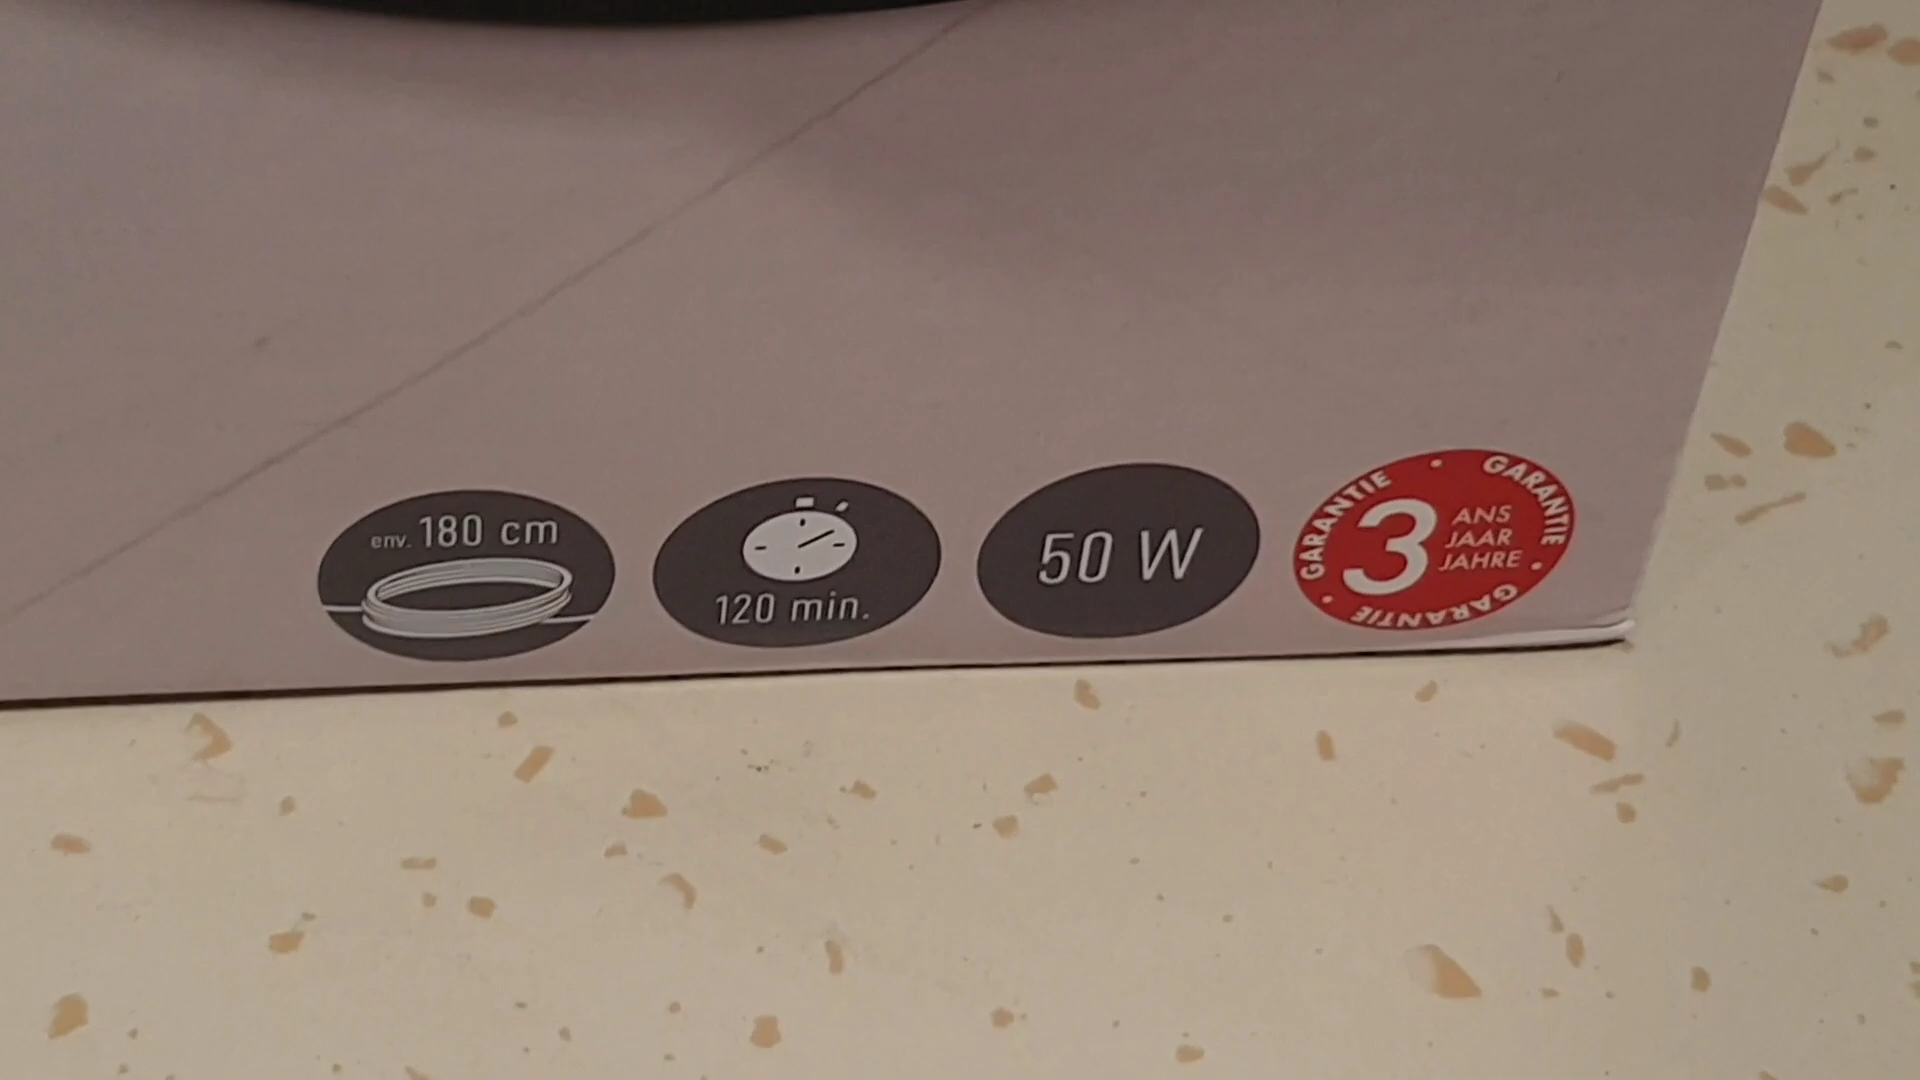 env. 180 cm
120 min.
50 W
GARANTIE • GARANTIE • GARANTIE •
3
ANS
JAAR
JAHRE